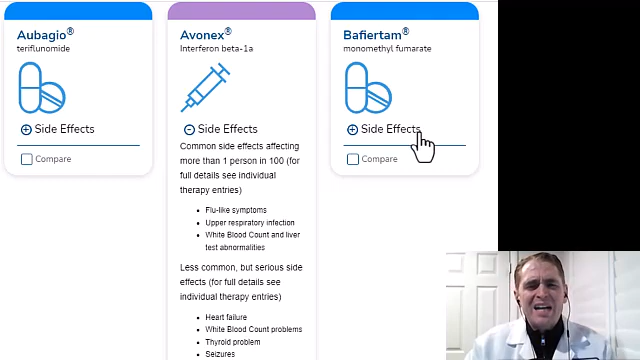 Aubagio®
teriflunomide
Side Effects
Compare
Avonex®
Interferon beta-1a
Side Effects
Common side effects affecting
more than 1 person in 100 (for
full details see individual
therapy entries)
• Flu-like symptoms
• Upper respiratory infection
• White Blood Count and liver
test abnormalities
Less common, but serious side
effects (for full details see
individual therapy entries)
• Heart failure
• White Blood Count problems
• Thyroid problem
• Seizures
Bafiertam®
monomethyl fumarate
Side Effects
Compare